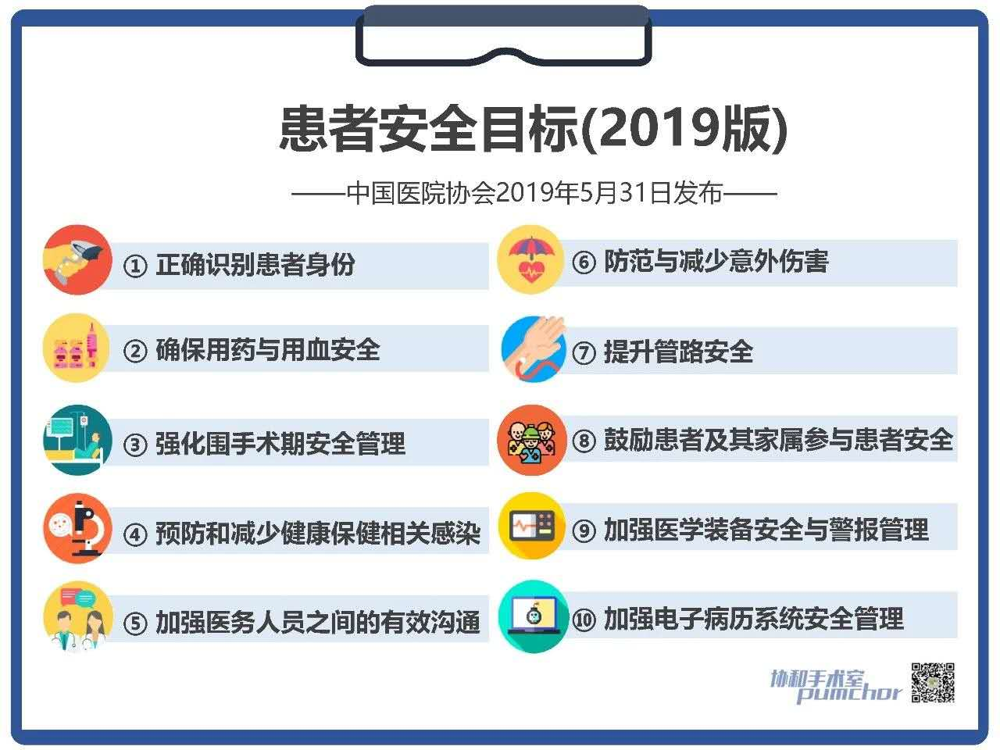 患者安全目标(2019版)
——中国医院协会2019年5月31日发布——
① 正确识别患者身份
② 确保用药与用血安全
③ 强化围手术期安全管理
④ 预防和减少健康保健相关感染
⑤ 加强医务人员之间的有效沟通
⑥ 防范与减少意外伤害
⑦ 提升管路安全
⑧ 鼓励患者及其家属参与患者安全
⑨ 加强医学装备安全与警报管理
⑩ 加强电子病历系统安全管理
协和手术室
pumchor